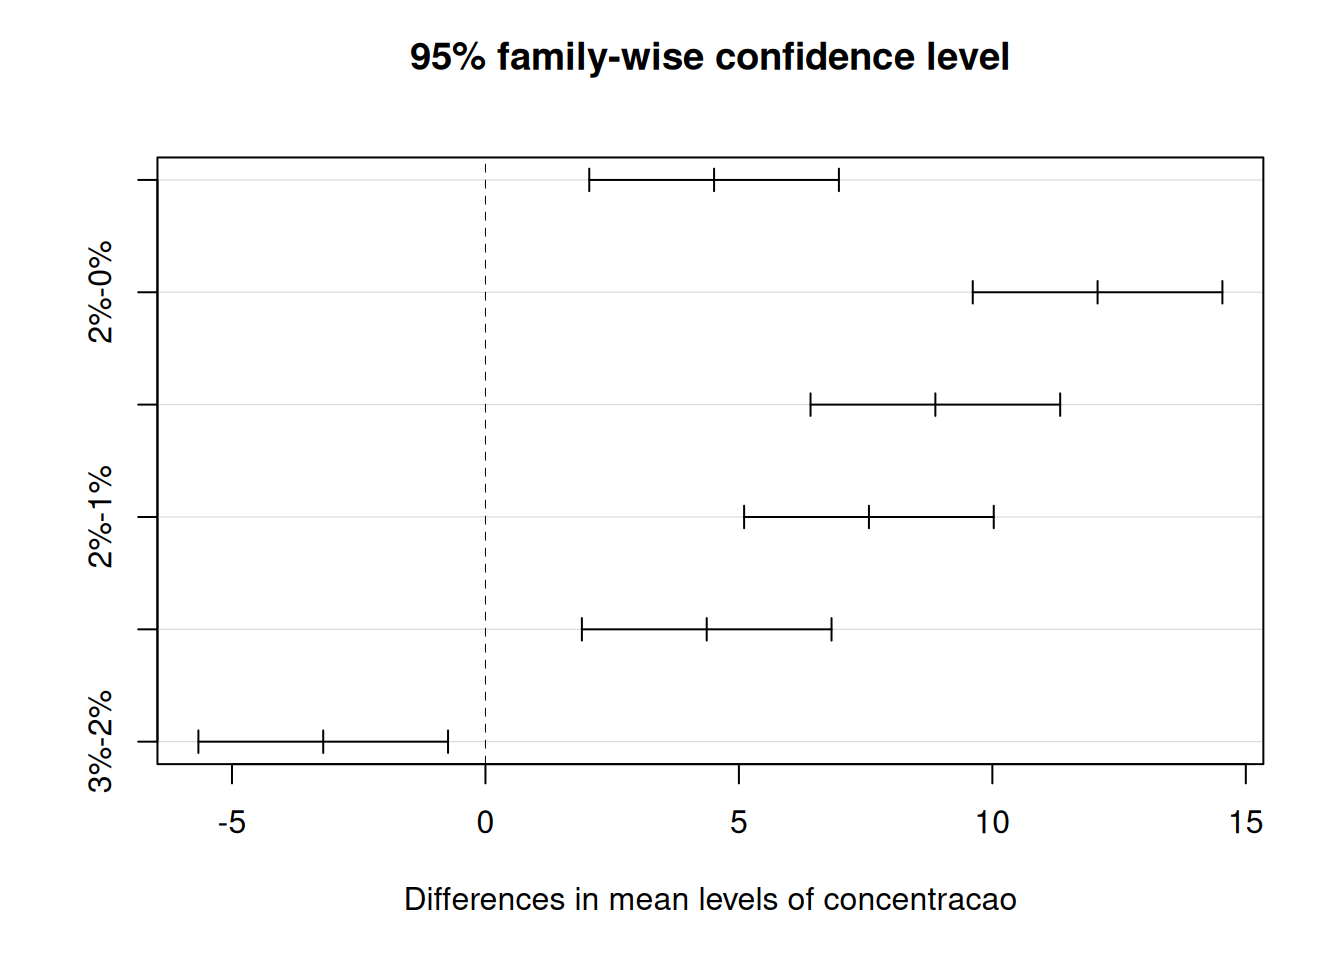 95% family-wise confidence level
2%-0%
2%-1%
3%-2%
-5 0 5 10 15
Differences in mean levels of concentracao